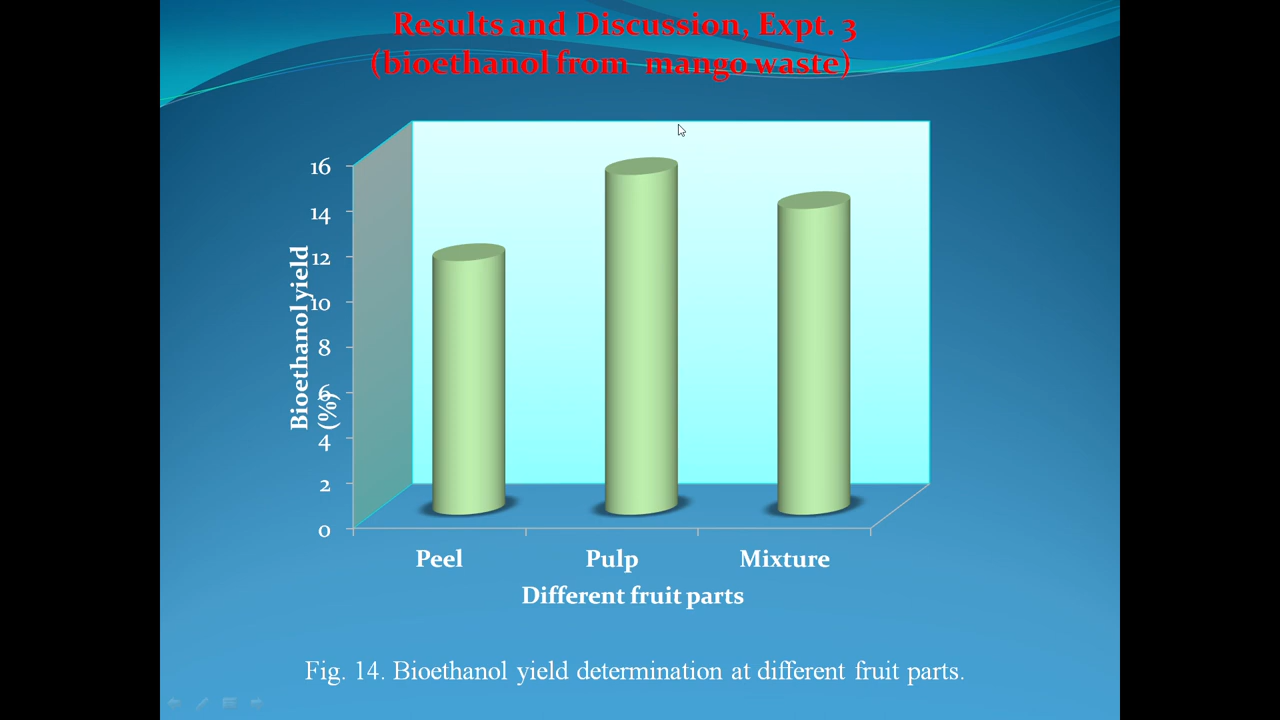 Results and Discussion, Expt. 3
(bioethanol from mango waste)
16
14
12
10
8
6
4
2
0
Bioethanol yield
(%)
Peel Pulp Mixture
Different fruit parts
Fig. 14. Bioethanol yield determination at different fruit parts.